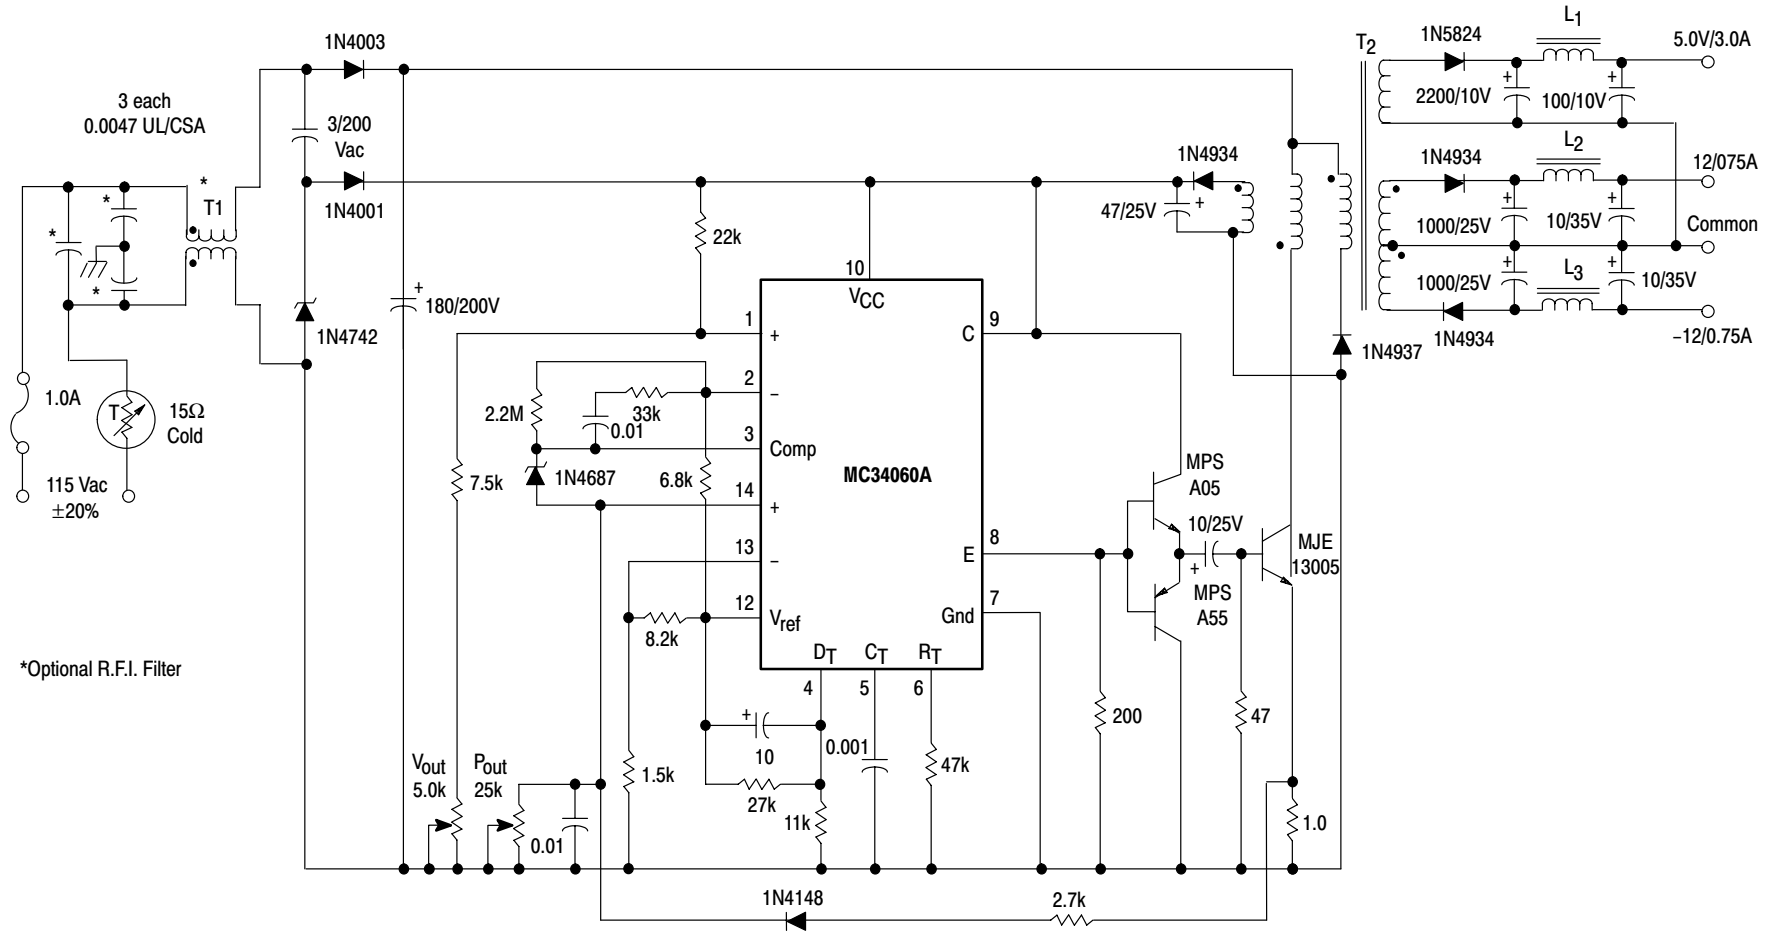 1N4003
3 each
0.0047 UL/CSA
3/200
Vac
*
T1
1N4001
*
*
*
180/200V
1N4742
1.0A
T
15Ω
Cold
115 Vac
±20%
*Optional R.F.I. Filter
22k
7.5k
2.2M
33k
0.01
1N4687
6.8k
8.2k
1.5k
Vout
5.0k
Pout
25k
0.01
+
10
27k
11k
0.001
47k
10
VCC
1
+
2
−
3
Comp
14
+
13
−
12
Vref
MC34060A
9
C
8
E
7
Gnd
DT
CT
RT
4
5
6
1N4148
2.7k
200
47
1.0
MPS
A05
10/25V
+
MPS
A55
MJE
13005
1N4934
47/25V
+
1N4937
+
T2
1N5824
L1
5.0V/3.0A
+
2200/10V
+
100/10V
1N4934
L2
12/075A
+
1000/25V
+
10/35V
Common
+
1000/25V
L3
+
10/35V
1N4934
−12/0.75A